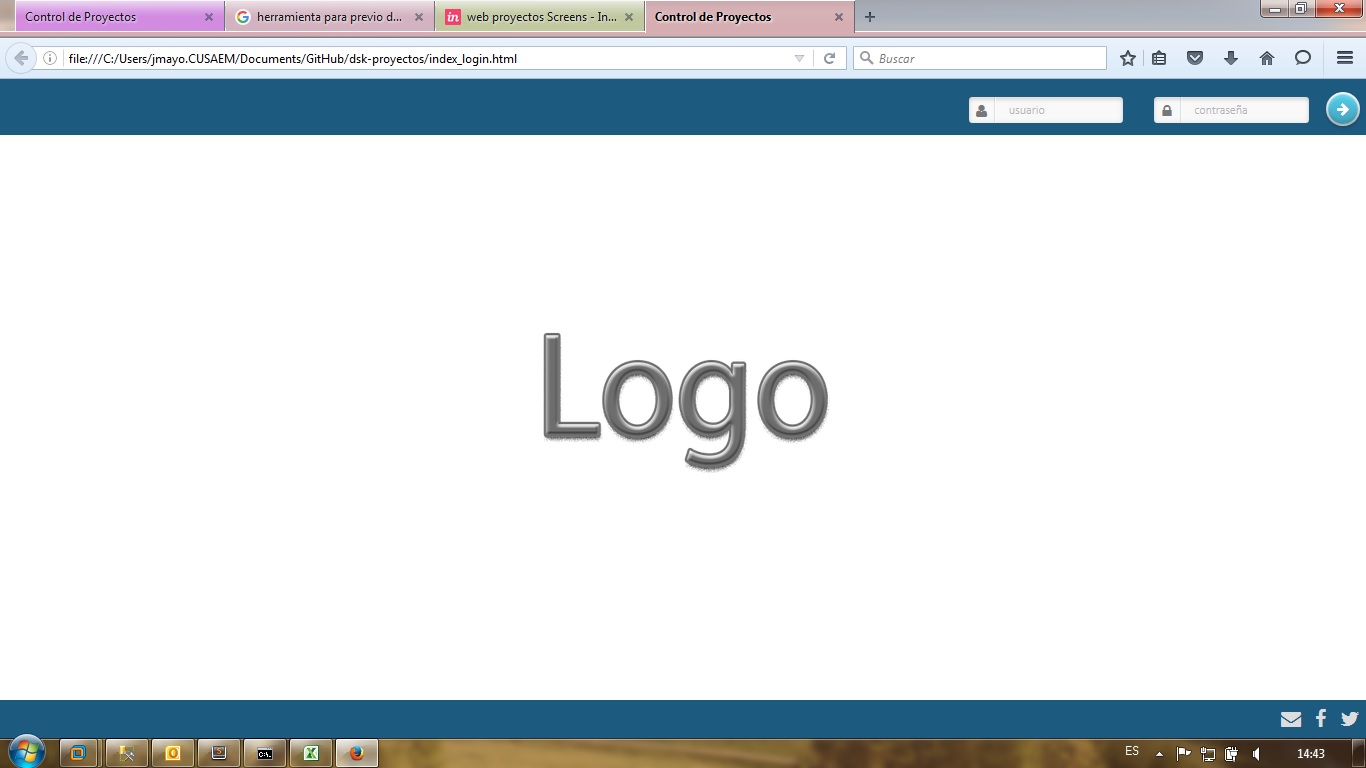 Control de Proyectos
herramienta para previo d...
web proyectos Screens - In...
Control de Proyectos
file:///C:/Users/jmayo.CUSAEM/Documents/GitHub/dsk-proyectos/index_login.html
Buscar
usuario
contraseña
Logo
ES
14:43